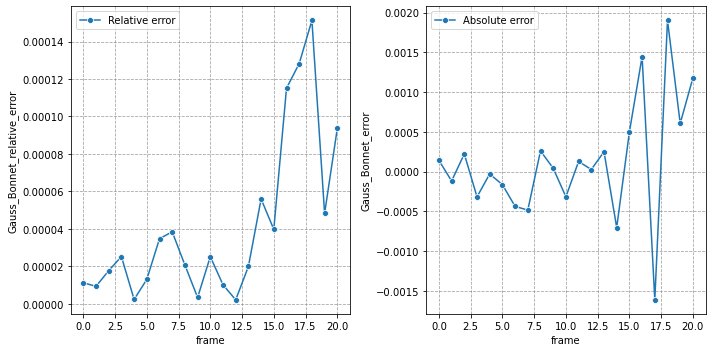 Relative error
0.00014
0.00012
0.00010
0.00008
0.00006
0.00004
0.00002
0.00000
Gauss_Bonnet_relative_error
0.0 2.5 5.0 7.5 10.0 12.5 15.0 17.5 20.0
frame
Absolute error
0.0020
0.0015
0.0010
0.0005
0.0000
−0.0005
−0.0010
−0.0015
Gauss_Bonnet_error
0.0 2.5 5.0 7.5 10.0 12.5 15.0 17.5 20.0
frame